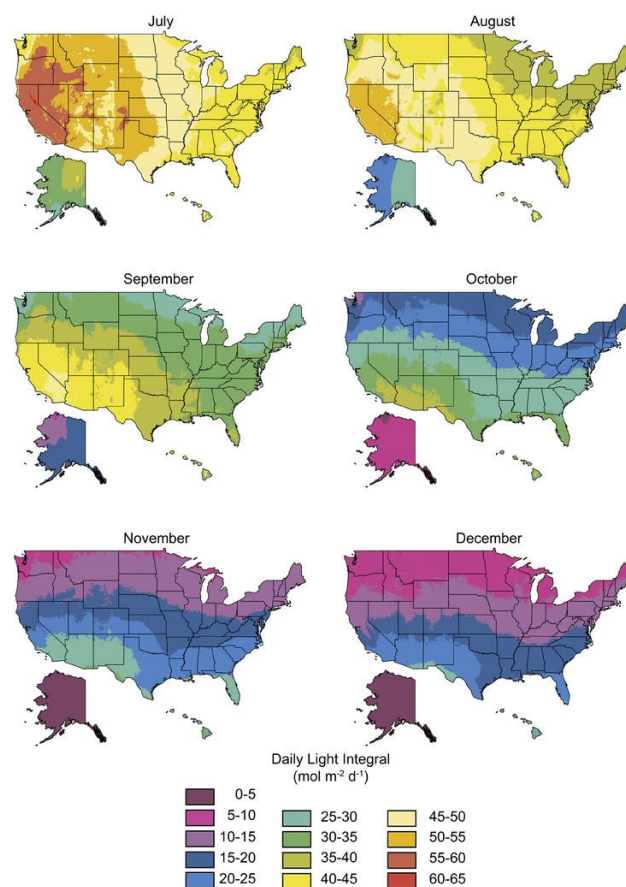 July
August
September
October
November
December
Daily Light Integral
(mol m⁻² d⁻¹)
0-5
5-10
10-15
15-20
20-25
25-30
30-35
35-40
40-45
45-50
50-55
55-60
60-65